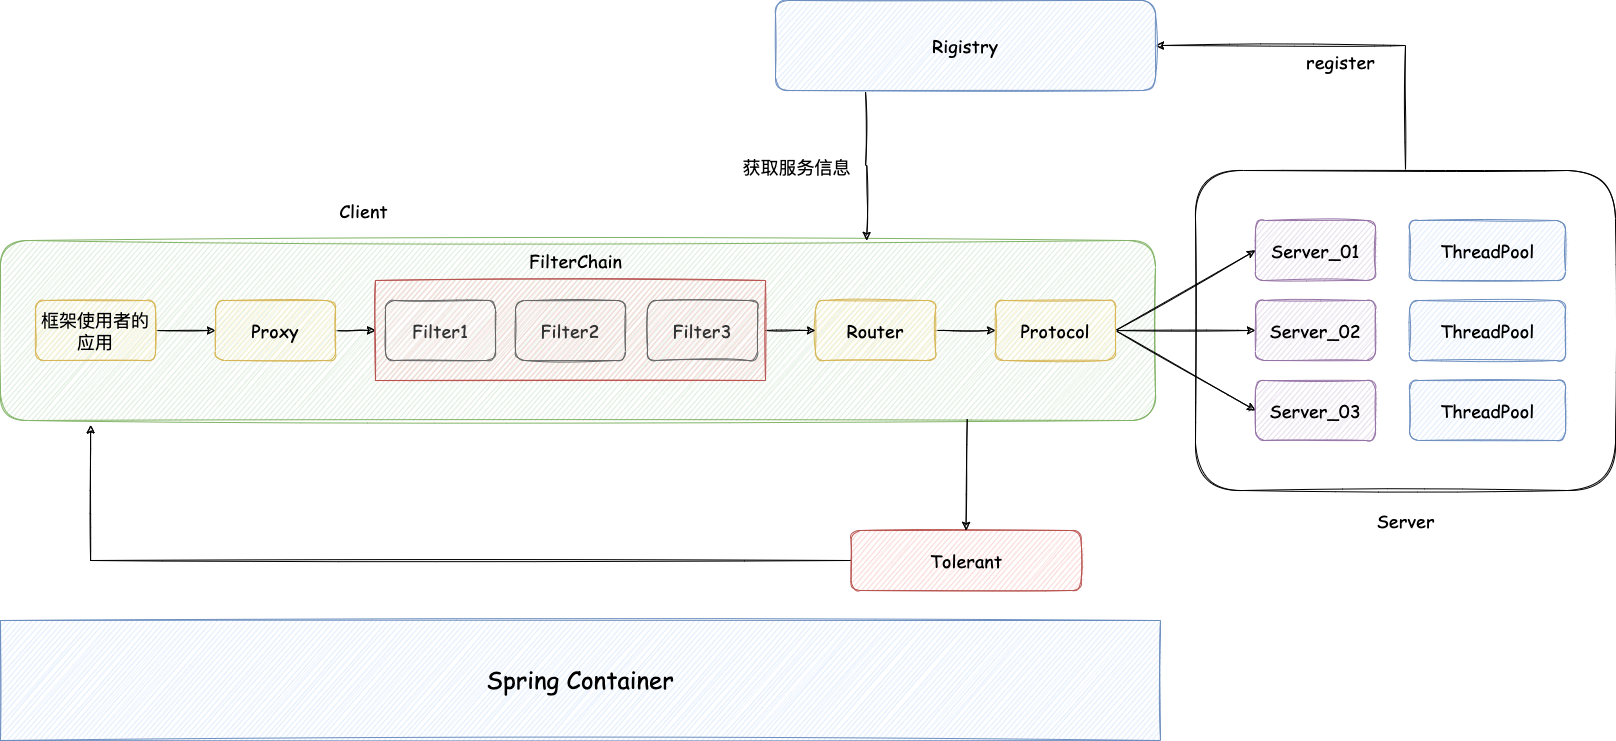 Rigistry
register
获取服务信息
Client
FilterChain
框架使用者的
应用
Proxy
Filter1
Filter2
Filter3
Router
Protocol
Server_01
ThreadPool
Server_02
ThreadPool
Server_03
ThreadPool
Server
Tolerant
Spring Container